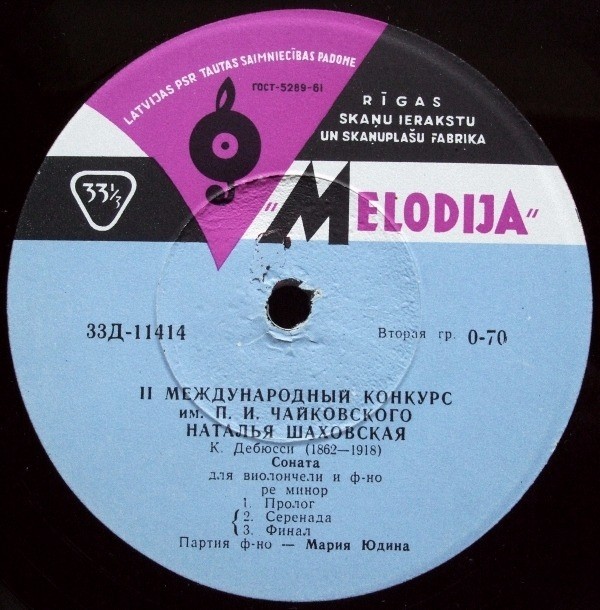 LATVIJAS PSR TAUTAS SAIMNIECĪBAS PADOME
ГОСТ-5289-61
RĪGAS
SKAŅU IERAKSTU
UN SKAŅUPLAŠU FABRIKA
33⅓
"MELODIJA"
33Д-11414
Вторая гр. 0-70
II МЕЖДУНАРОДНЫЙ КОНКУРС
им. П. И. ЧАЙКОВСКОГО
НАТАЛЬЯ ШАХОВСКАЯ
К. Дебюсси (1862—1918)
Соната
для виолончели и ф-но
ре минор
1. Пролог
2. Серенада
3. Финал
Партия ф-но — Мария Юдина